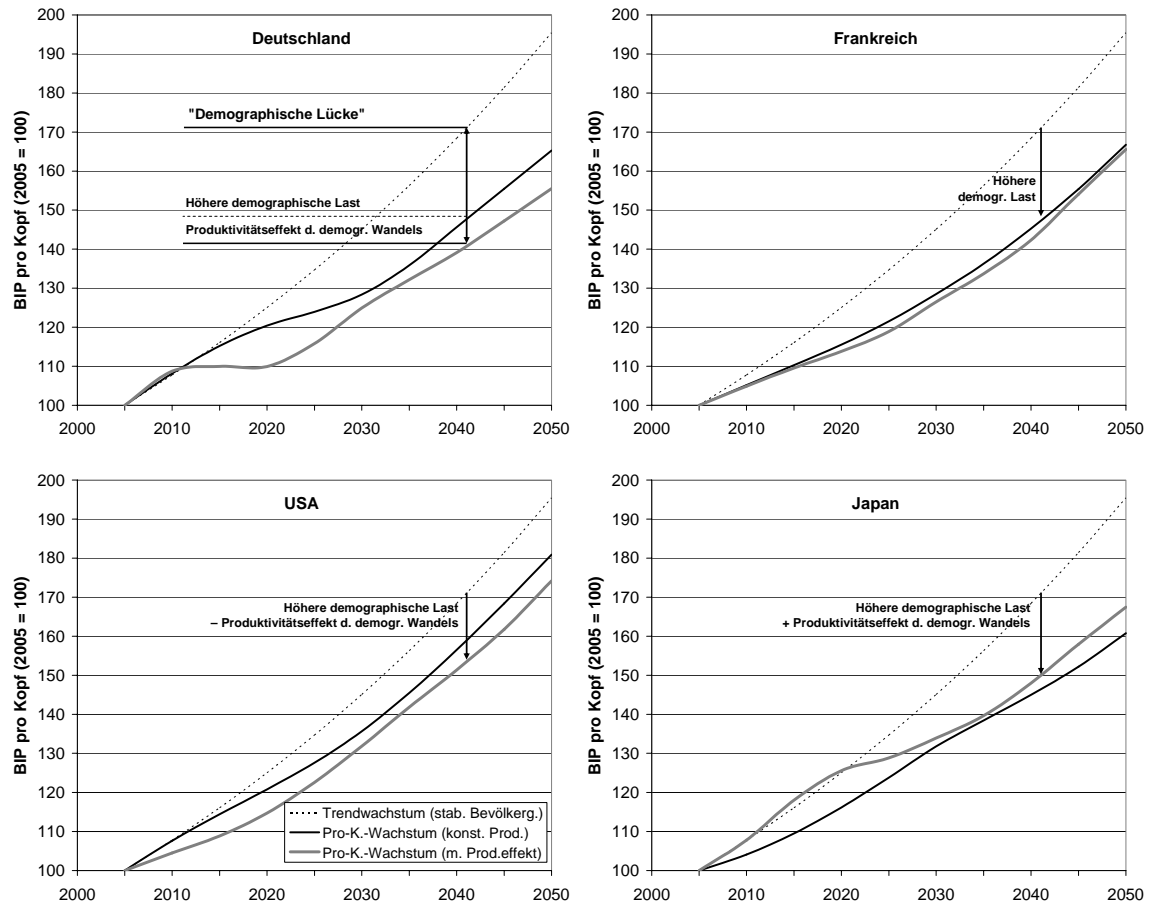 Deutschland
BIP pro Kopf (2005 = 100)
200
190
180
170
160
150
140
130
120
110
100
"Demographische Lücke"
Höhere demographische Last
Produktivitätseffekt d. demogr. Wandels
2000 2010 2020 2030 2040 2050
Frankreich
BIP pro Kopf (2005 = 100)
200
190
180
170
160
150
140
130
120
110
100
Höhere
demogr. Last
2000 2010 2020 2030 2040 2050
USA
BIP pro Kopf (2005 = 100)
200
190
180
170
160
150
140
130
120
110
100
Höhere demographische Last
– Produktivitätseffekt d. demogr. Wandels
Trendwachstum (stab. Bevölkerg.)
Pro-K.-Wachstum (konst. Prod.)
Pro-K.-Wachstum (m. Prod.effekt)
2000 2010 2020 2030 2040 2050
Japan
BIP pro Kopf (2005 = 100)
200
190
180
170
160
150
140
130
120
110
100
Höhere demographische Last
+ Produktivitätseffekt d. demogr. Wandels
2000 2010 2020 2030 2040 2050